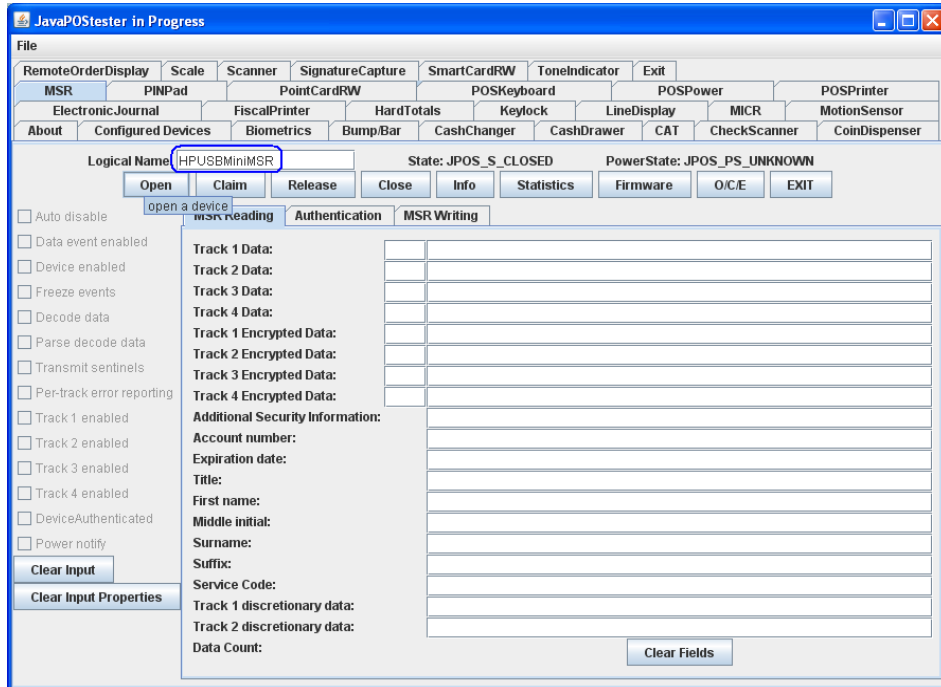 JavaPOStester in Progress
File
RemoteOrderDisplay Scale Scanner SignatureCapture SmartCardRW ToneIndicator Exit
MSR PINPad PointCardRW POSKeyboard POSPower POSPrinter
ElectronicJournal FiscalPrinter HardTotals Keylock LineDisplay MICR MotionSensor
About Configured Devices Biometrics Bump/Bar CashChanger CashDrawer CAT CheckScanner CoinDispenser
Logical Name HPUSBMiniMSR State: JPOS_S_CLOSED PowerState: JPOS_PS_UNKNOWN
Open Claim Release Close Info Statistics Firmware O/C/E EXIT
open a device
Auto disable MSR Reading Authentication MSR Writing
Data event enabled Track 1 Data:
Track 2 Data:
Device enabled Track 3 Data:
Freeze events Track 4 Data:
Decode data Track 1 Encrypted Data:
Parse decode data Track 2 Encrypted Data:
Transmit sentinels Track 3 Encrypted Data:
Per-track error reporting Track 4 Encrypted Data:
Track 1 enabled Additional Security Information:
Track 2 enabled Account number:
Expiration date:
Track 3 enabled Title:
Track 4 enabled First name:
DeviceAuthenticated Middle initial:
Power notify Surname:
Clear Input Suffix:
Service Code:
Clear Input Properties Track 1 discretionary data:
Track 2 discretionary data:
Data Count: Clear Fields